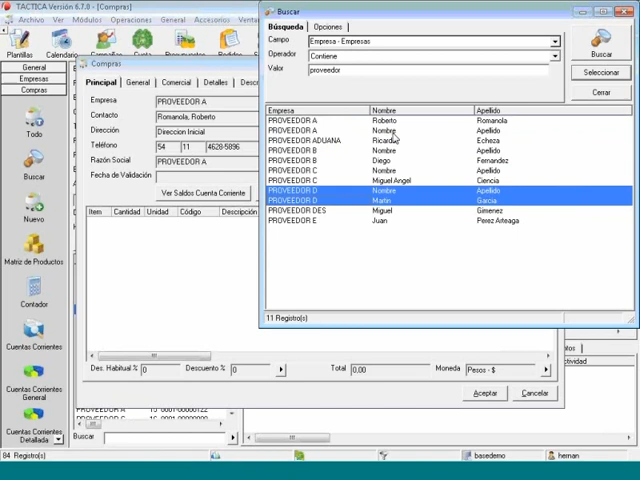 TACTICA Versión 6.7.0 - [Compras]
Archivo Ver Módulos Operaciones General Accesorios
Plantillas
Calendario
General
Empresas
Compras
Todo
Buscar
Nuevo
Matriz de Productos
Contador
Cuentas Corrientes
Cuentas Corrientes
General
Cuentas Corrientes
Detallada
Compras
Principal General Comercial Detalles
Empresa PROVEEDOR A
Contacto Romanola, Roberto
Dirección Direccion Inicial
Teléfono 54 11 4628-5896
Razón Social PROVEEDOR A
Fecha de Validación
Ver Saldos Cuenta Corriente
Item Cantidad Unidad Código Descripción
Des. Habitual % 0 Descuento % 0 Total 0,00 Moneda Pesos - $
Aceptar Cancelar
Buscar
Búsqueda Opciones
Campo Empresa - Empresas
Operador Contiene
Valor proveedor
Buscar
Seleccionar
Cerrar
Empresa Nombre Apellido
PROVEEDOR A Roberto Romanola
PROVEEDOR A Nombre Apellido
PROVEEDOR ADUANA Ricardo Echeza
PROVEEDOR B Nombre Apellido
PROVEEDOR B Diego Fernandez
PROVEEDOR C Nombre Apellido
PROVEEDOR C Miguel Angel Ciencia
PROVEEDOR D Nombre Apellido
PROVEEDOR D Martin Garcia
PROVEEDOR DES Miguel Gimenez
PROVEEDOR E Juan Perez Arteaga
11 Registro(s)
Buscar
84 Registro(s) basedemo hernan